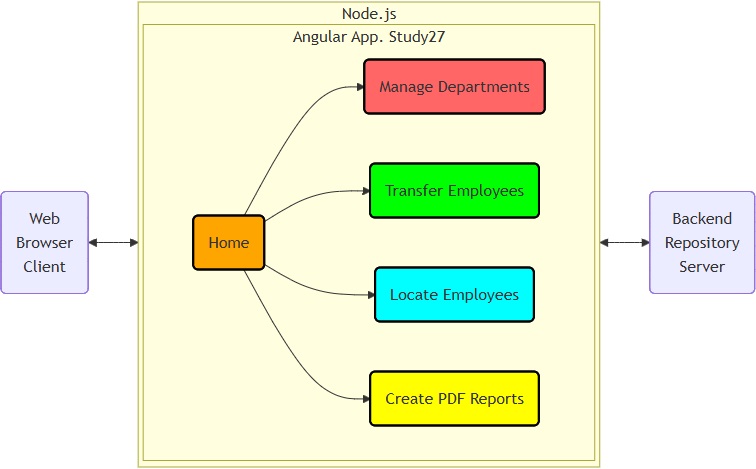 Node.js
Angular App. Study27
Manage Departments
Transfer Employees
Web
Browser
Client
Home
Backend
Repository
Server
Locate Employees
Create PDF Reports